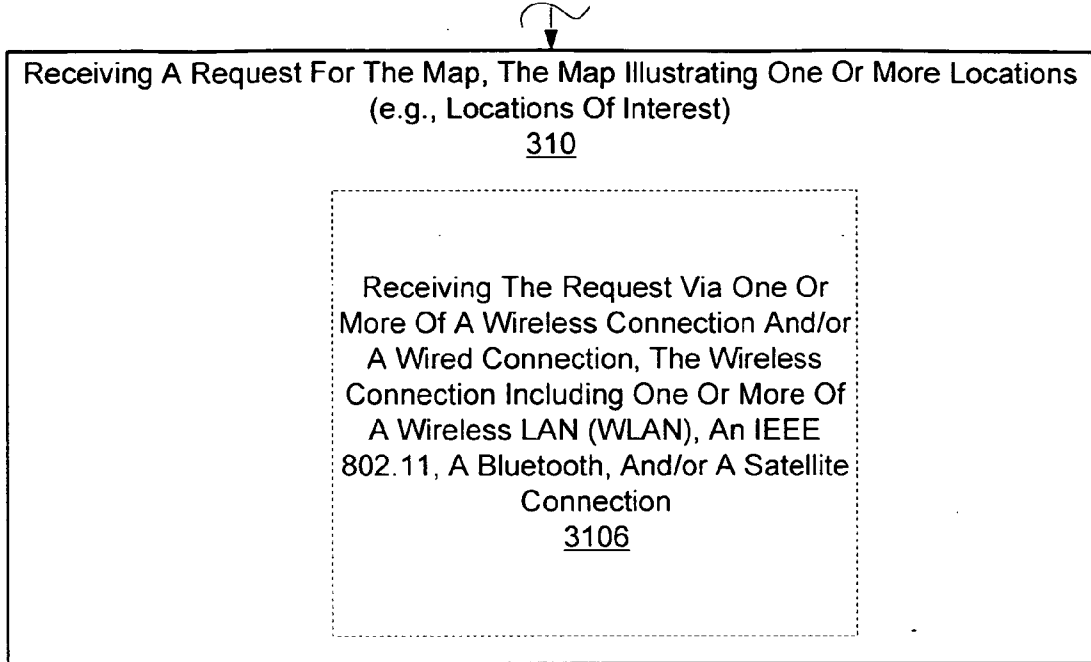 Receiving A Request For The Map, The Map Illustrating One Or More Locations
(e.g., Locations Of Interest)
310
Receiving The Request Via One Or
More Of A Wireless Connection And/or
A Wired Connection, The Wireless
Connection Including One Or More Of
A Wireless LAN (WLAN), An IEEE
802.11, A Bluetooth, And/or A Satellite
Connection
3106